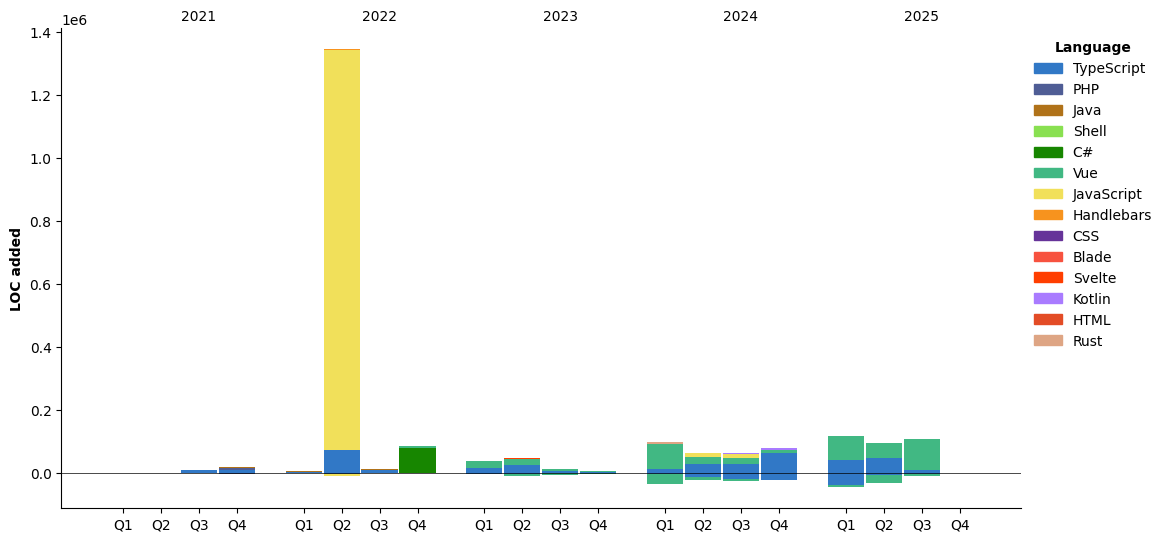 2021 2022 2023 2024 2025
1e6
1.4
1.2
1.0
0.8
0.6
0.4
0.2
0.0
LOC added
Q1 Q2 Q3 Q4 Q1 Q2 Q3 Q4 Q1 Q2 Q3 Q4 Q1 Q2 Q3 Q4 Q1 Q2 Q3 Q4
Language
TypeScript
PHP
Java
Shell
C#
Vue
JavaScript
Handlebars
CSS
Blade
Svelte
Kotlin
HTML
Rust